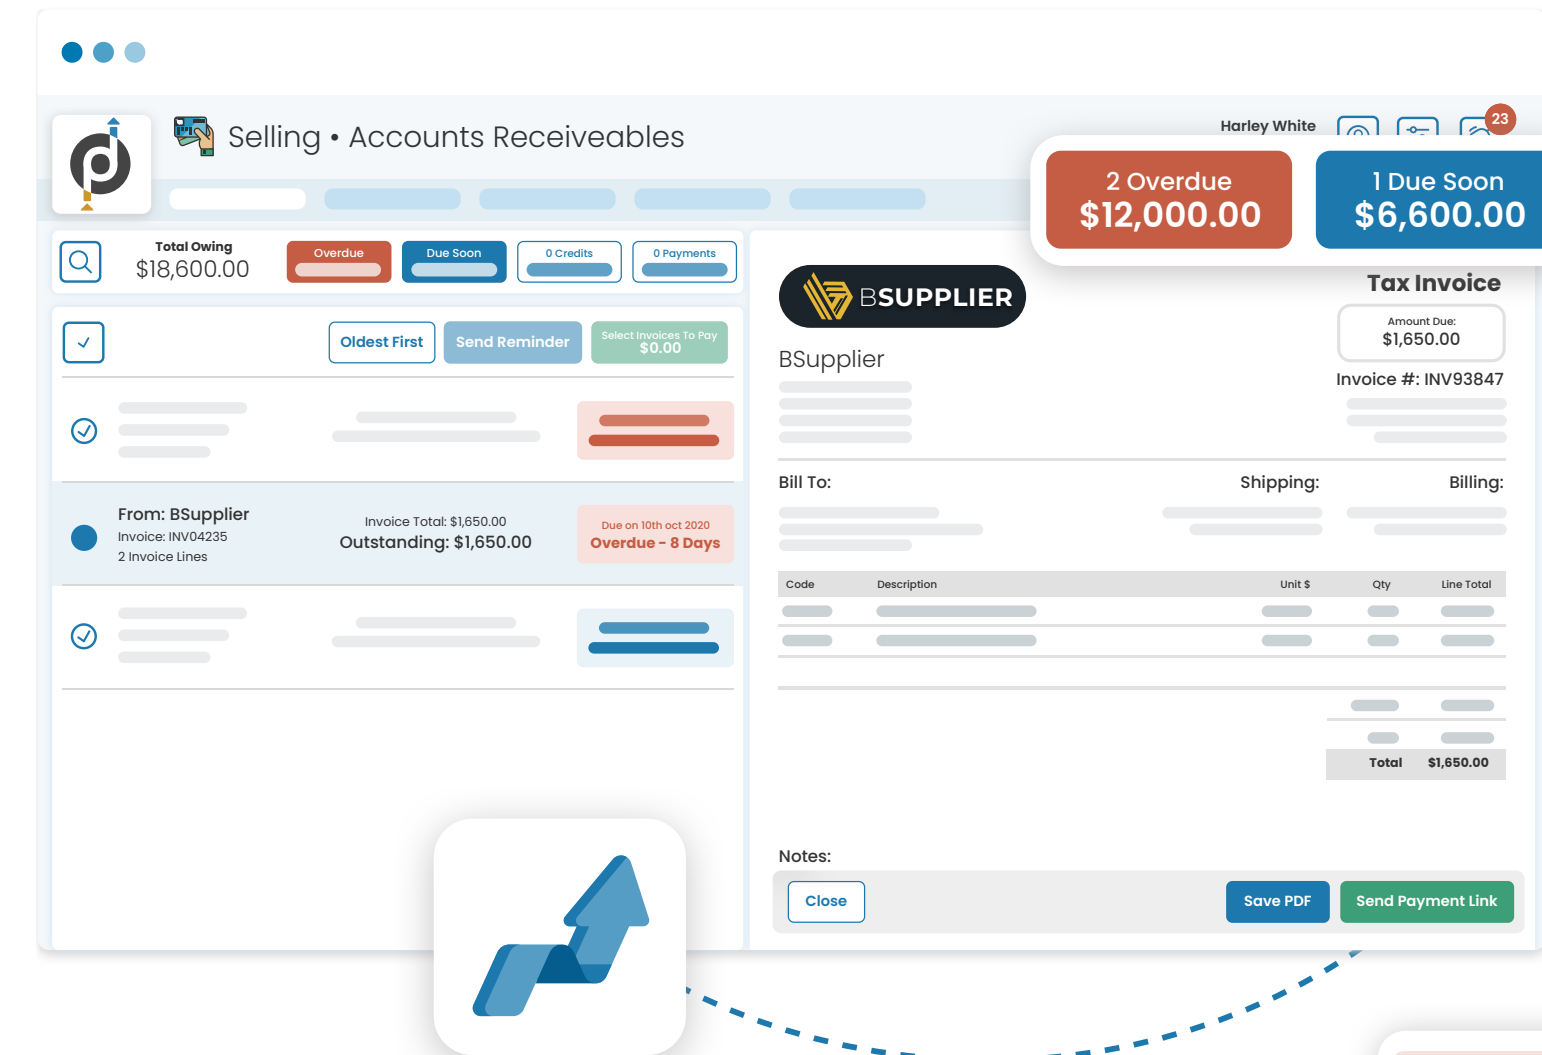 Selling • Accounts Receiveables
Harley White
23
2 Overdue
$12,000.00
1 Due Soon
$6,600.00
Total Owing
$18,600.00
Overdue
Due Soon
0 Credits
0 Payments
Oldest First
Send Reminder
Select Invoices To Pay
$0.00
From: BSupplier
Invoice: INV04235
2 Invoice Lines
Invoice Total: $1,650.00
Outstanding: $1,650.00
Due on 10th oct 2020
Overdue - 8 Days
BSUPPLIER
Tax Invoice
Amount Due:
$1,650.00
BSupplier
Invoice #: INV93847
Bill To:
Shipping:
Billing:
Code
Description
Unit $
Qty
Line Total
Total
$1,650.00
Notes:
Close
Save PDF
Send Payment Link